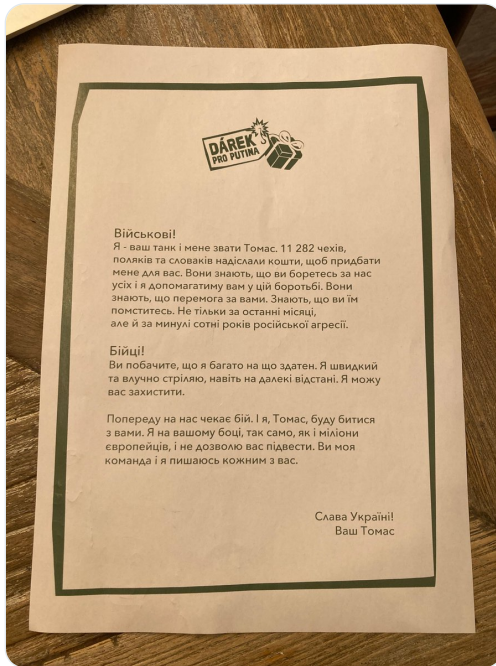 DÁREK
PRO PUTINA
Військові!
Я - ваш танк і мене звати Томас. 11 282 чехів,
поляків та словаків надіслали кошти, щоб придбати
мене для вас. Вони знають, що ви боретесь за нас
усіх і я допомагатиму вам у цій боротьбі. Вони
знають, що перемога за вами. Знають, що ви їм
помститесь. Не тільки за останні місяці,
але й за минулі сотні років російської агресії.
Бійці!
Ви побачите, що я багато на що здатен. Я швидкий
та влучно стріляю, навіть на далекі відстані. Я можу
вас захистити.
Попереду на нас чекає бій. І я, Томас, буду битися
з вами. Я на вашому боці, так само, як і міліони
європейців, і не дозволю вас підвести. Ви моя
команда і я пишаюсь кожним з вас.
Слава Україні!
Ваш Томас